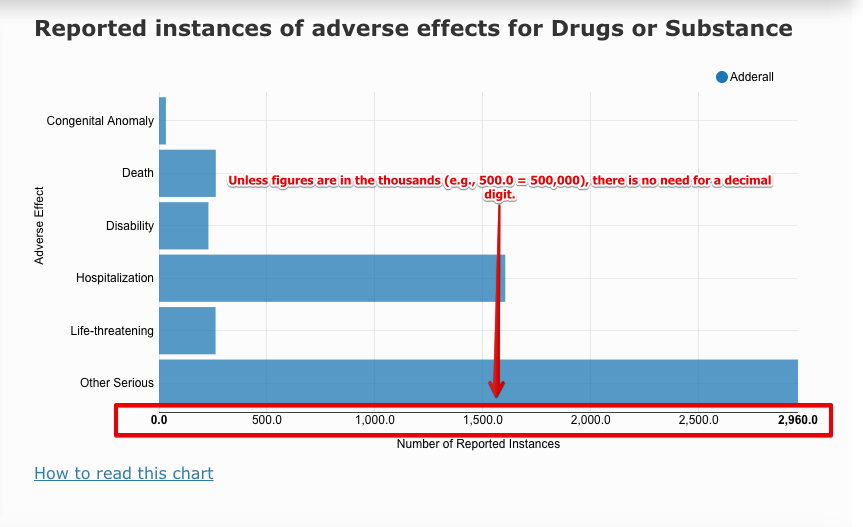 Reported instances of adverse effects for Drugs or Substance
Adderall
Adverse Effect
Congenital Anomaly
Death
Disability
Hospitalization
Life-threatening
Other Serious
Unless figures are in the thousands (e.g., 500.0 = 500,000), there is no need for a decimal
digit.
0.0 500.0 1,000.0 1,500.0 2,000.0 2,500.0 2,960.0
Number of Reported Instances
How to read this chart